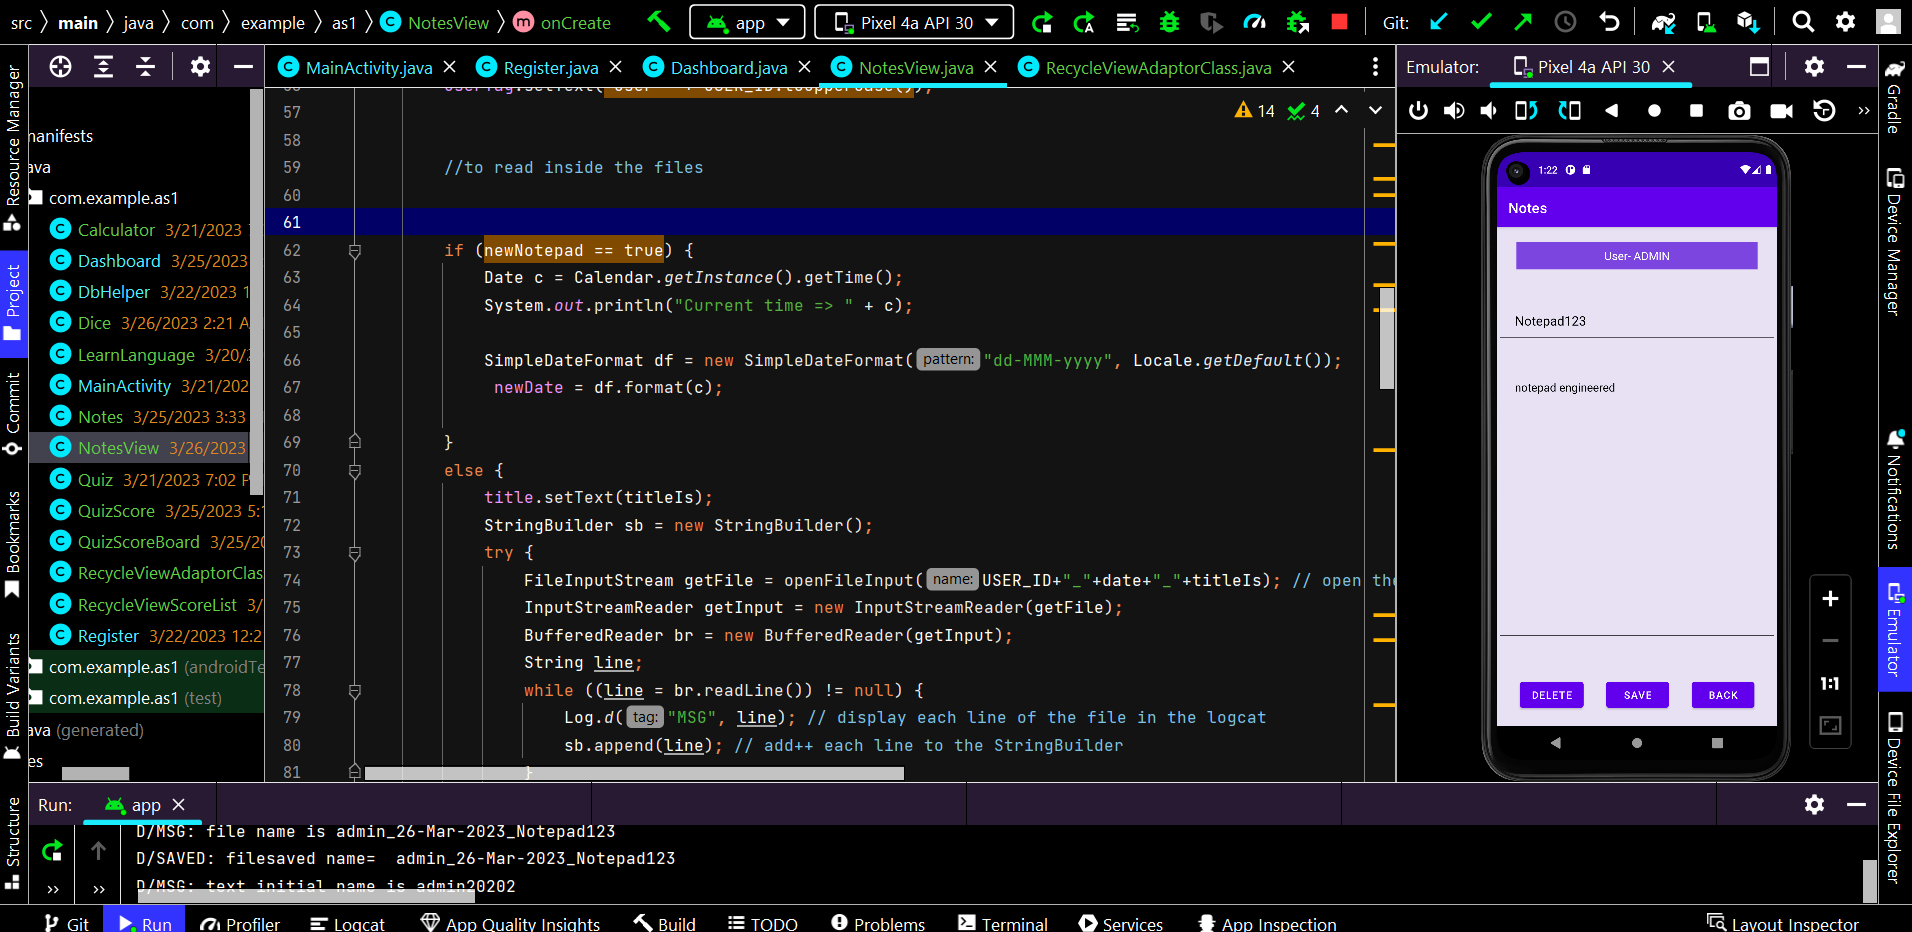 src main java com example as1 NotesView onCreate app Pixel 4a API 30 Git:
MainActivity.java Register.java Dashboard.java NotesView.java RecycleViewAdaptorClass.java
Emulator: Pixel 4a API 30
Resource Manager
Project
Commit
Bookmarks
Build Variants
Structure
manifests
java
com.example.as1
Calculator 3/21/2023
Dashboard 3/25/2023
DbHelper 3/22/2023 1
Dice 3/26/2023 2:21 A
LearnLanguage 3/20/
MainActivity 3/21/202
Notes 3/25/2023 3:33
NotesView 3/26/2023
Quiz 3/21/2023 7:02 P
QuizScore 3/25/2023 5:
QuizScoreBoard 3/25/20
RecycleViewAdaptorClas
RecycleViewScoreList 3/
Register 3/22/2023 12:2
com.example.as1 (androidTe
com.example.as1 (test)
java (generated)
es
14 4
57
58
59 //to read inside the files
60
61
62 if (newNotepad == true) {
63 Date c = Calendar.getInstance().getTime();
64 System.out.println("Current time => " + c);
65
66 SimpleDateFormat df = new SimpleDateFormat( pattern: "dd-MMM-yyyy", Locale.getDefault());
67 newDate = df.format(c);
68
69 }
70 else {
71 title.setText(titleIs);
72 StringBuilder sb = new StringBuilder();
73 try {
74 FileInputStream getFile = openFileInput( name: USER_ID+"_"+date+"_"+titleIs); // open the
75 InputStreamReader getInput = new InputStreamReader(getFile);
76 BufferedReader br = new BufferedReader(getInput);
77 String line;
78 while ((line = br.readLine()) != null) {
79 Log.d( tag: "MSG", line); // display each line of the file in the logcat
80 sb.append(line); // add++ each line to the StringBuilder
81 }
1:22
Notes
User- ADMIN
Notepad123
notepad engineered
DELETE SAVE BACK
1:1
Gradle
Device Manager
Notifications
Emulator
Device File Explorer
Run: app
D/MSG: file name is admin_26-Mar-2023_Notepad123
D/SAVED: filesaved name= admin_26-Mar-2023_Notepad123
D/MSG: text initial name is admin20202
Git Run Profiler Logcat App Quality Insights Build TODO Problems Terminal Services App Inspection Layout Inspector